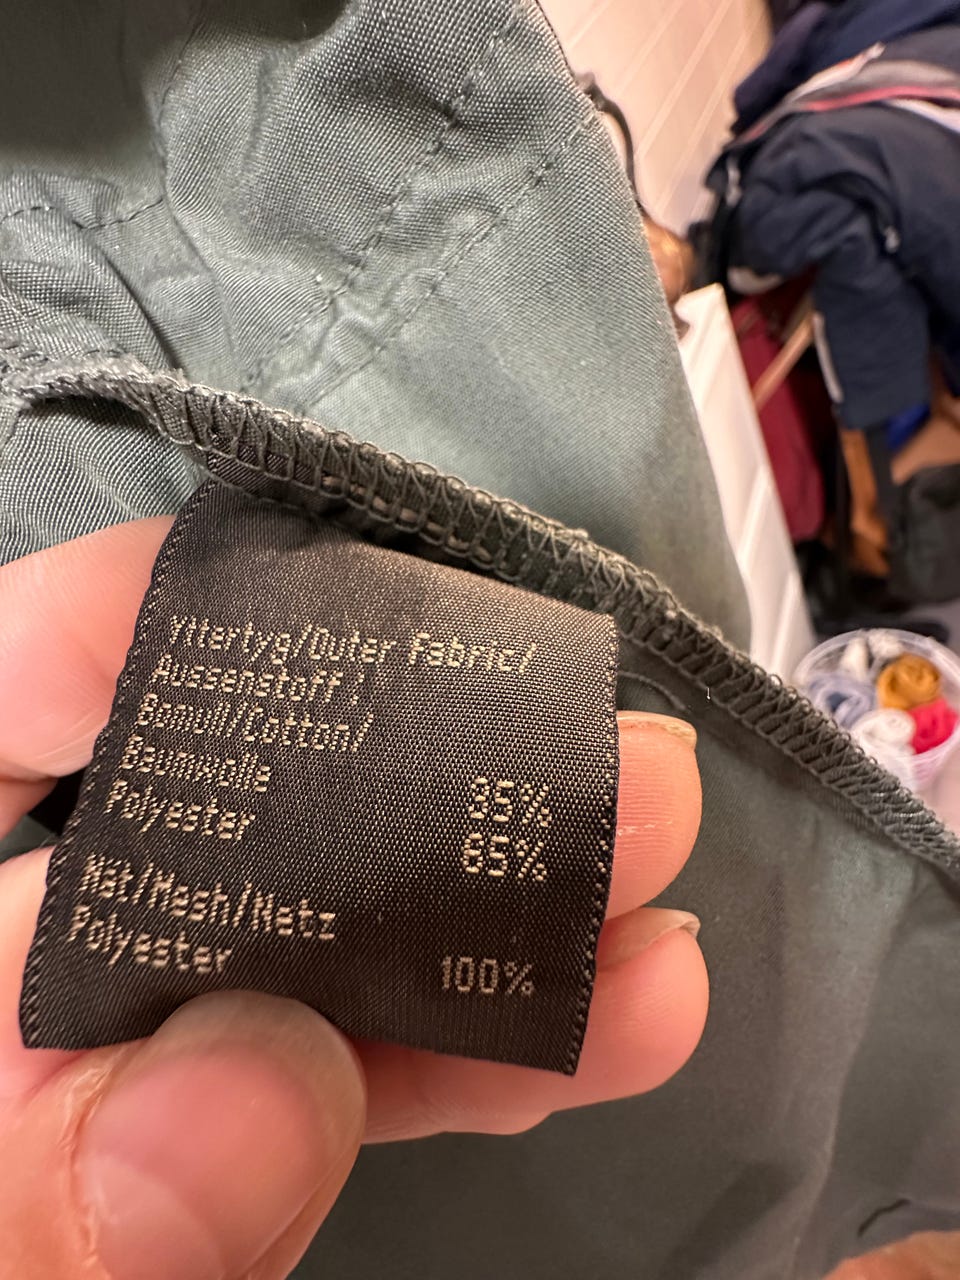 Yttertyg/Outer Fabric/
Aussenstoff:
Bomull/Cotton/
Baumwolle 35%
Polyester 65%
Nät/Mesh/Netz
Polyester 100%